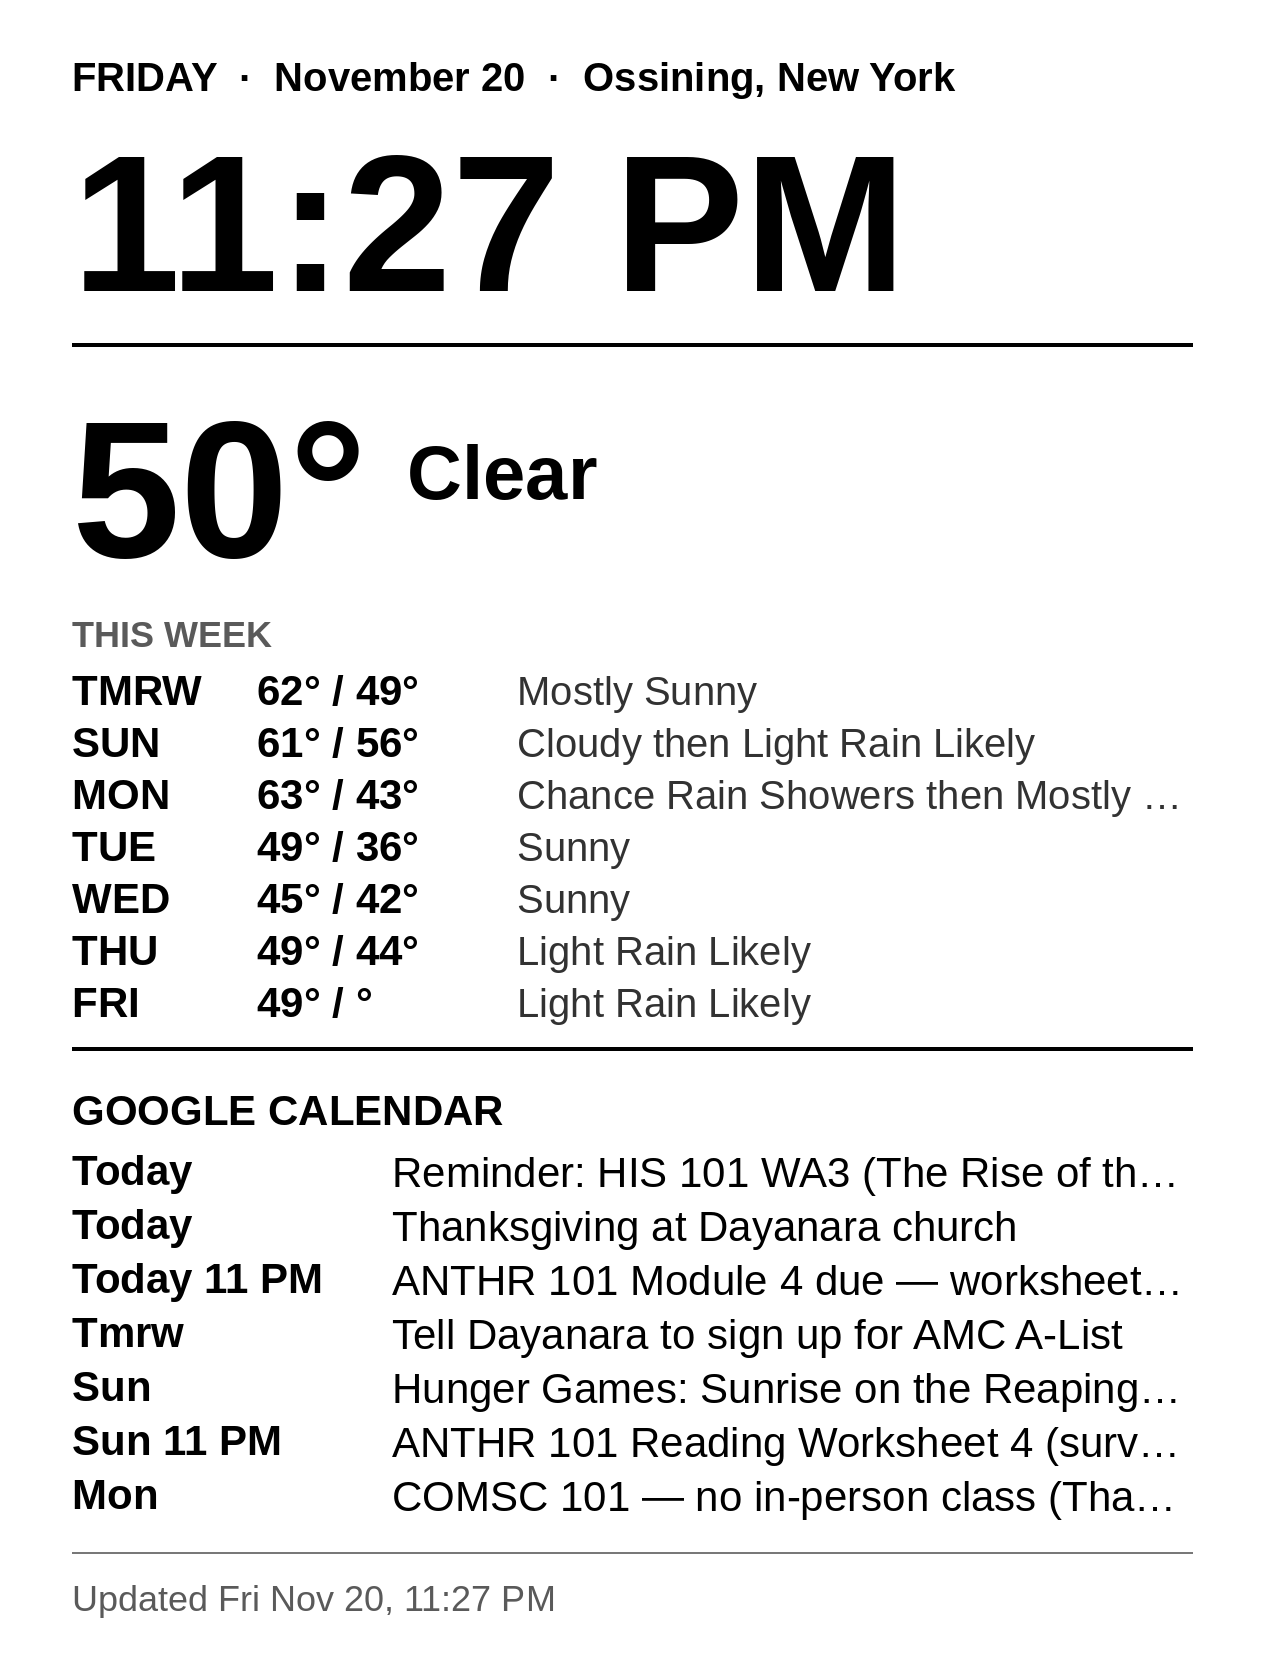 FRIDAY · November 20 · Ossining, New York
11:27 PM
50° Clear
THIS WEEK
TMRW 62° / 49° Mostly Sunny
SUN 61° / 56° Cloudy then Light Rain Likely
MON 63° / 43° Chance Rain Showers then Mostly …
TUE 49° / 36° Sunny
WED 45° / 42° Sunny
THU 49° / 44° Light Rain Likely
FRI 49° / ° Light Rain Likely
GOOGLE CALENDAR
Today Reminder: HIS 101 WA3 (The Rise of th…
Today Thanksgiving at Dayanara church
Today 11 PM ANTHR 101 Module 4 due — worksheet…
Tmrw Tell Dayanara to sign up for AMC A-List
Sun Hunger Games: Sunrise on the Reaping…
Sun 11 PM ANTHR 101 Reading Worksheet 4 (surv…
Mon COMSC 101 — no in-person class (Tha…
Updated Fri Nov 20, 11:27 PM